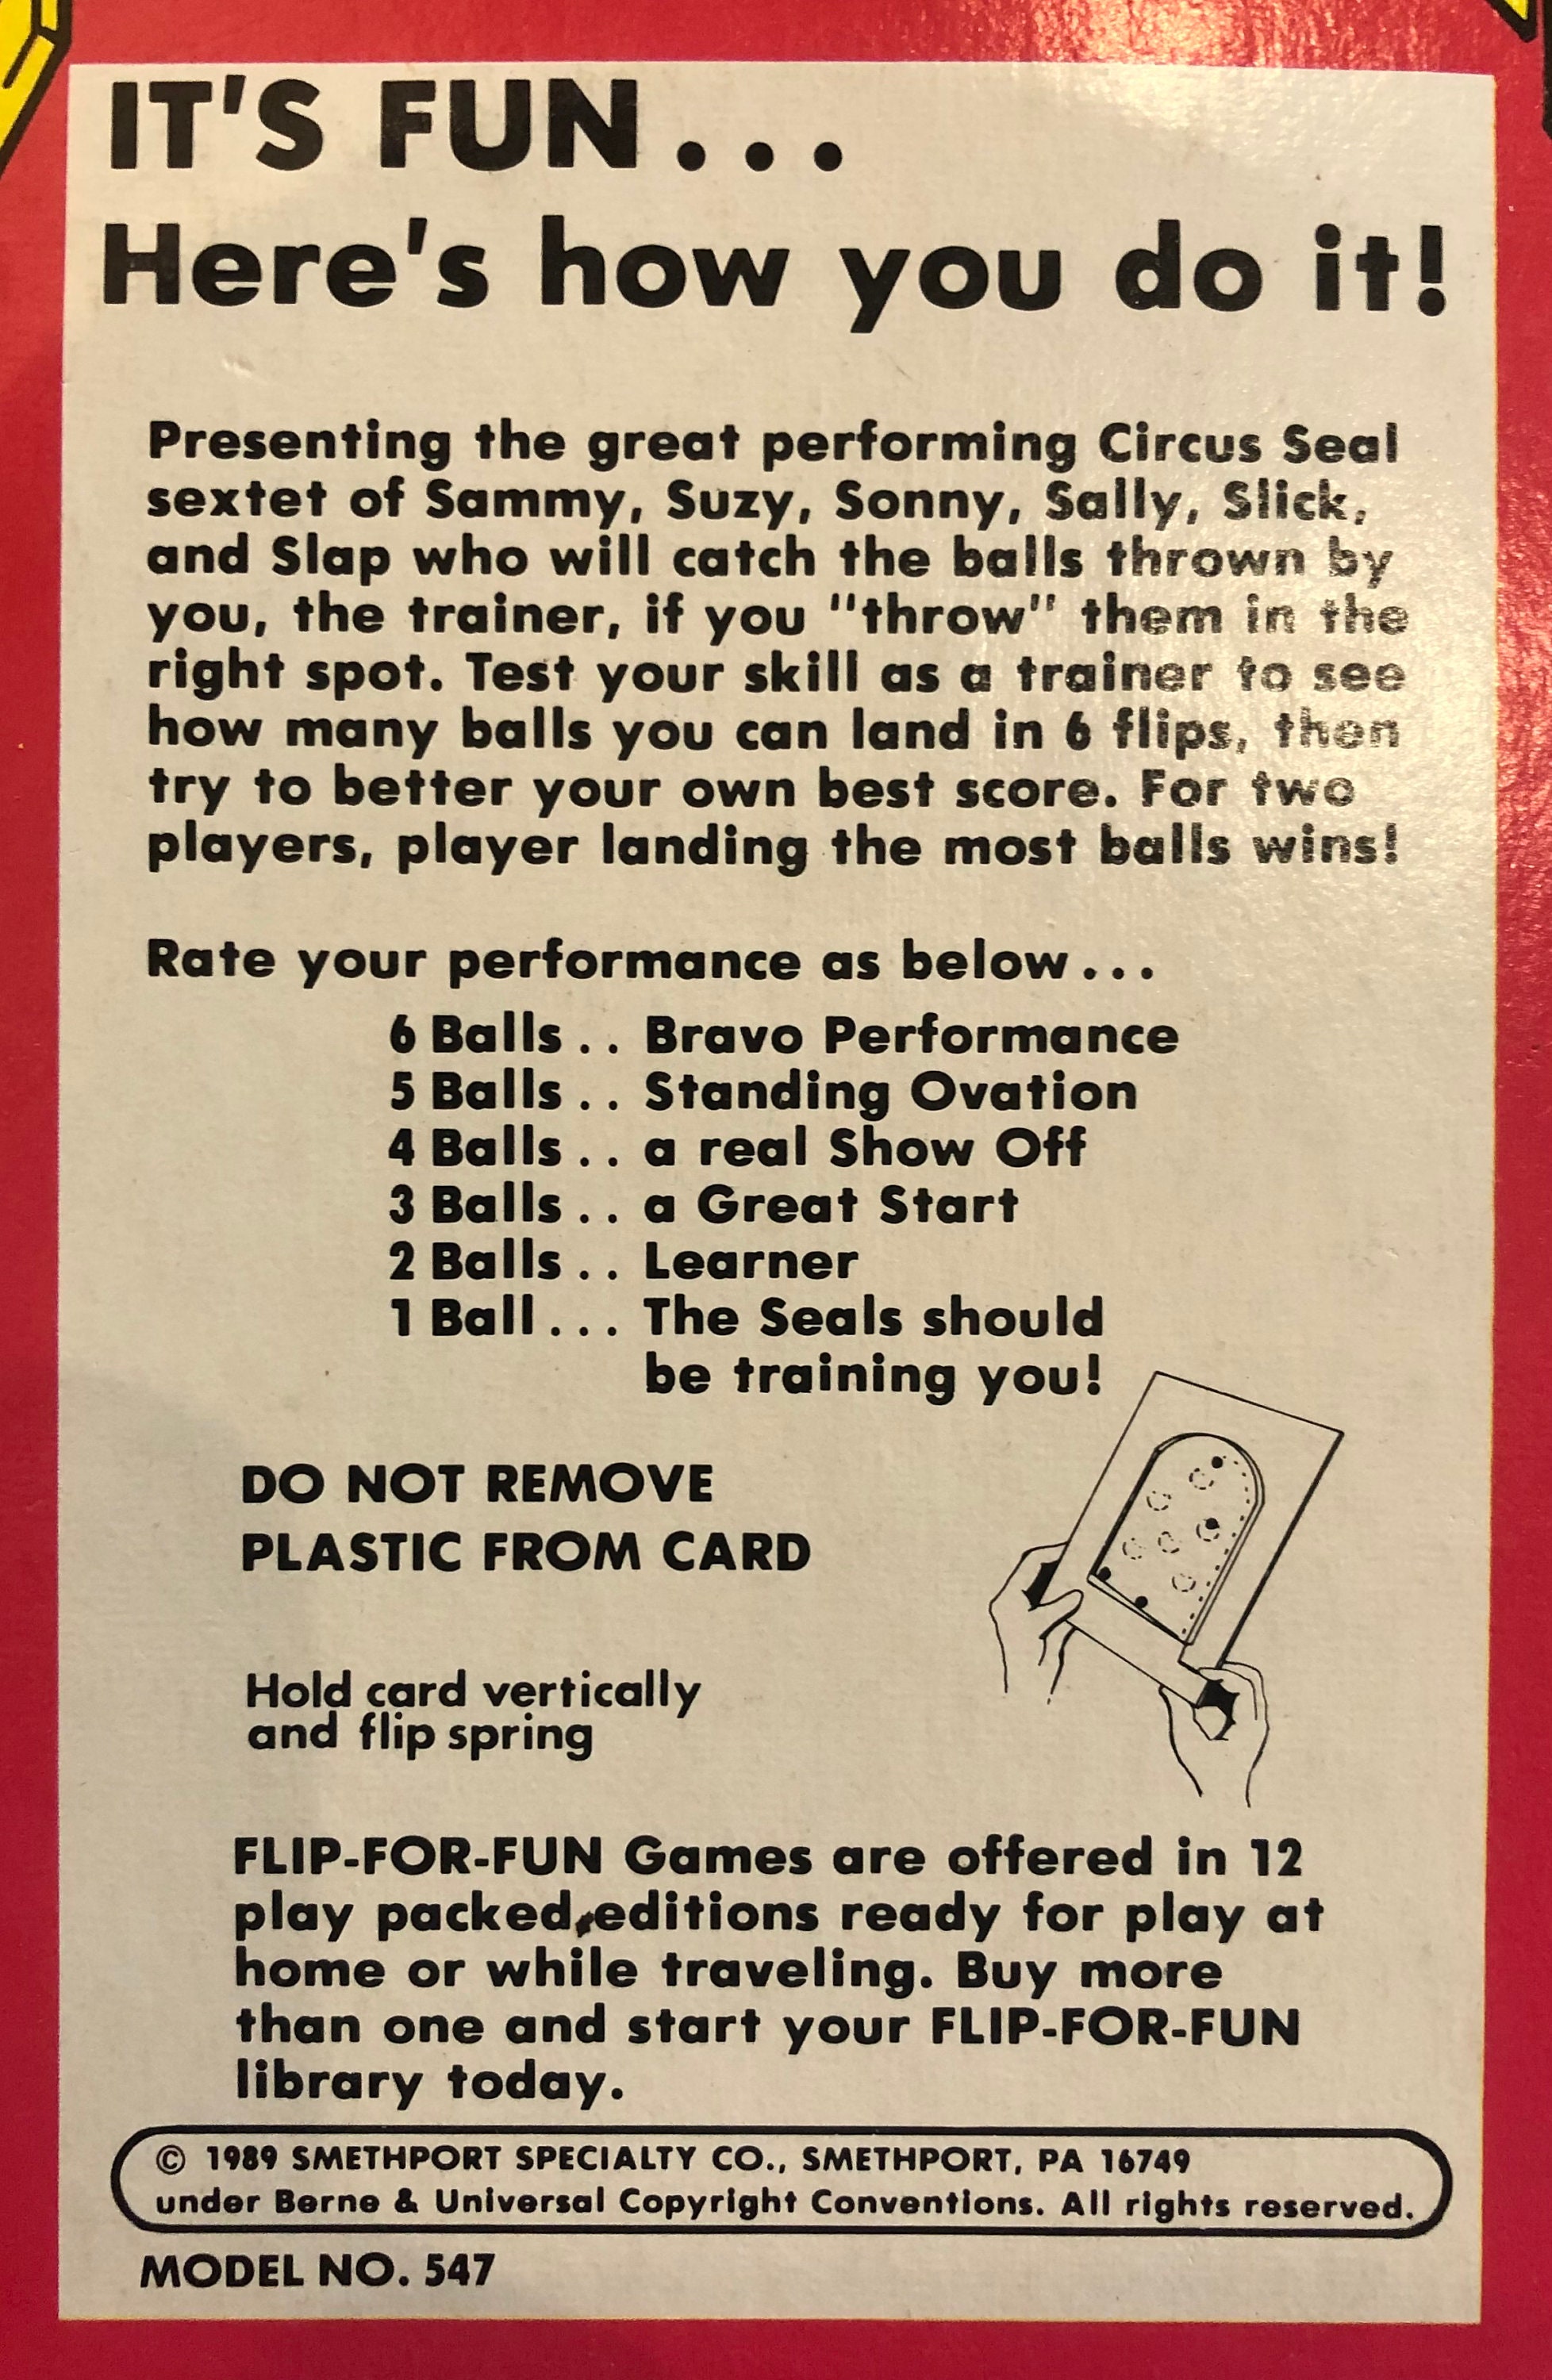 IT'S FUN...
Here's how you do it!
Presenting the great performing Circus Seal
sextet of Sammy, Suzy, Sonny, Sally, Slick,
and Slap who will catch the balls thrown by
you, the trainer, if you "throw" them in the
right spot. Test your skill as a trainer to see
how many balls you can land in 6 flips, then
try to better your own best score. For two
players, player landing the most balls wins!
Rate your performance as below...
6 Balls.. Bravo Performance
5 Balls.. Standing Ovation
4 Balls.. a real Show Off
3 Balls.. a Great Start
2 Balls.. Learner
1 Ball... The Seals should
be training you!
DO NOT REMOVE
PLASTIC FROM CARD
Hold card vertically
and flip spring
FLIP-FOR-FUN Games are offered in 12
play packed editions ready for play at
home or while traveling. Buy more
than one and start your FLIP-FOR-FUN
library today.
© 1989 SMETHPORT SPECIALTY CO., SMETHPORT, PA 16749
under Berne & Universal Copyright Conventions. All rights reserved.
MODEL NO. 547